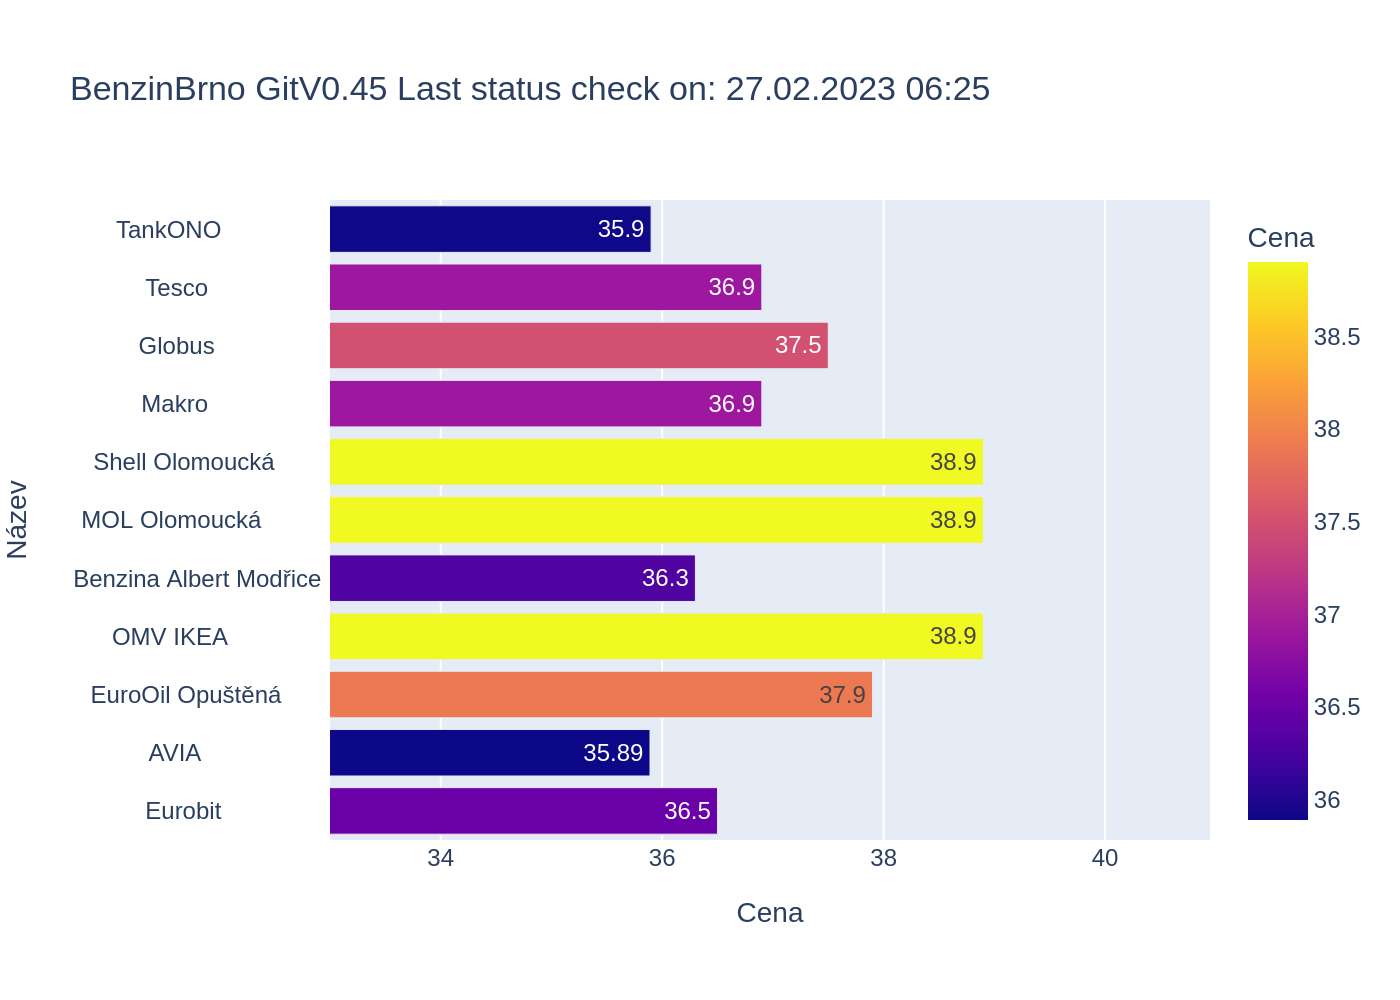 BenzinBrno GitV0.45 Last status check on: 27.02.2023 06:25
Název
TankONO
35.9
Tesco
36.9
Globus
37.5
Makro
36.9
Shell Olomoucká
38.9
MOL Olomoucká
38.9
Benzina Albert Modřice
36.3
OMV IKEA
38.9
EuroOil Opuštěná
37.9
AVIA
35.89
Eurobit
36.5
34 36 38 40
Cena
Cena
38.5
38
37.5
37
36.5
36